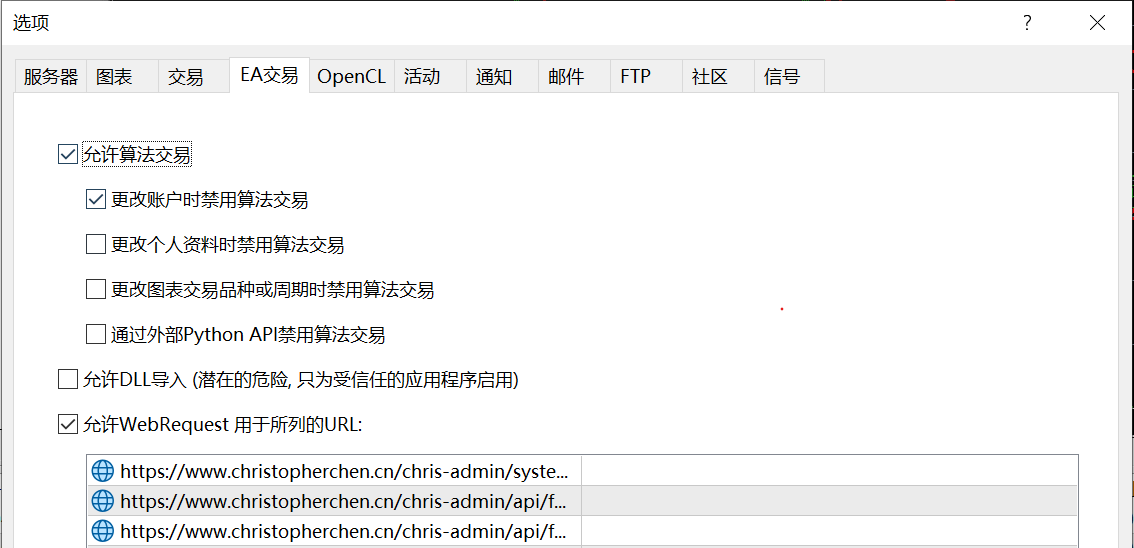 选项
服务器 图表 交易 EA交易 OpenCL 活动 通知 邮件 FTP 社区 信号
允许算法交易
更改账户时禁用算法交易
更改个人资料时禁用算法交易
更改图表交易品种或周期时禁用算法交易
通过外部Python API禁用算法交易
允许DLL导入 (潜在的危险, 只为受信任的应用程序启用)
允许WebRequest 用于所列的URL:
https://www.christopherchen.cn/chris-admin/syste...
https://www.christopherchen.cn/chris-admin/api/f...
https://www.christopherchen.cn/chris-admin/api/f...